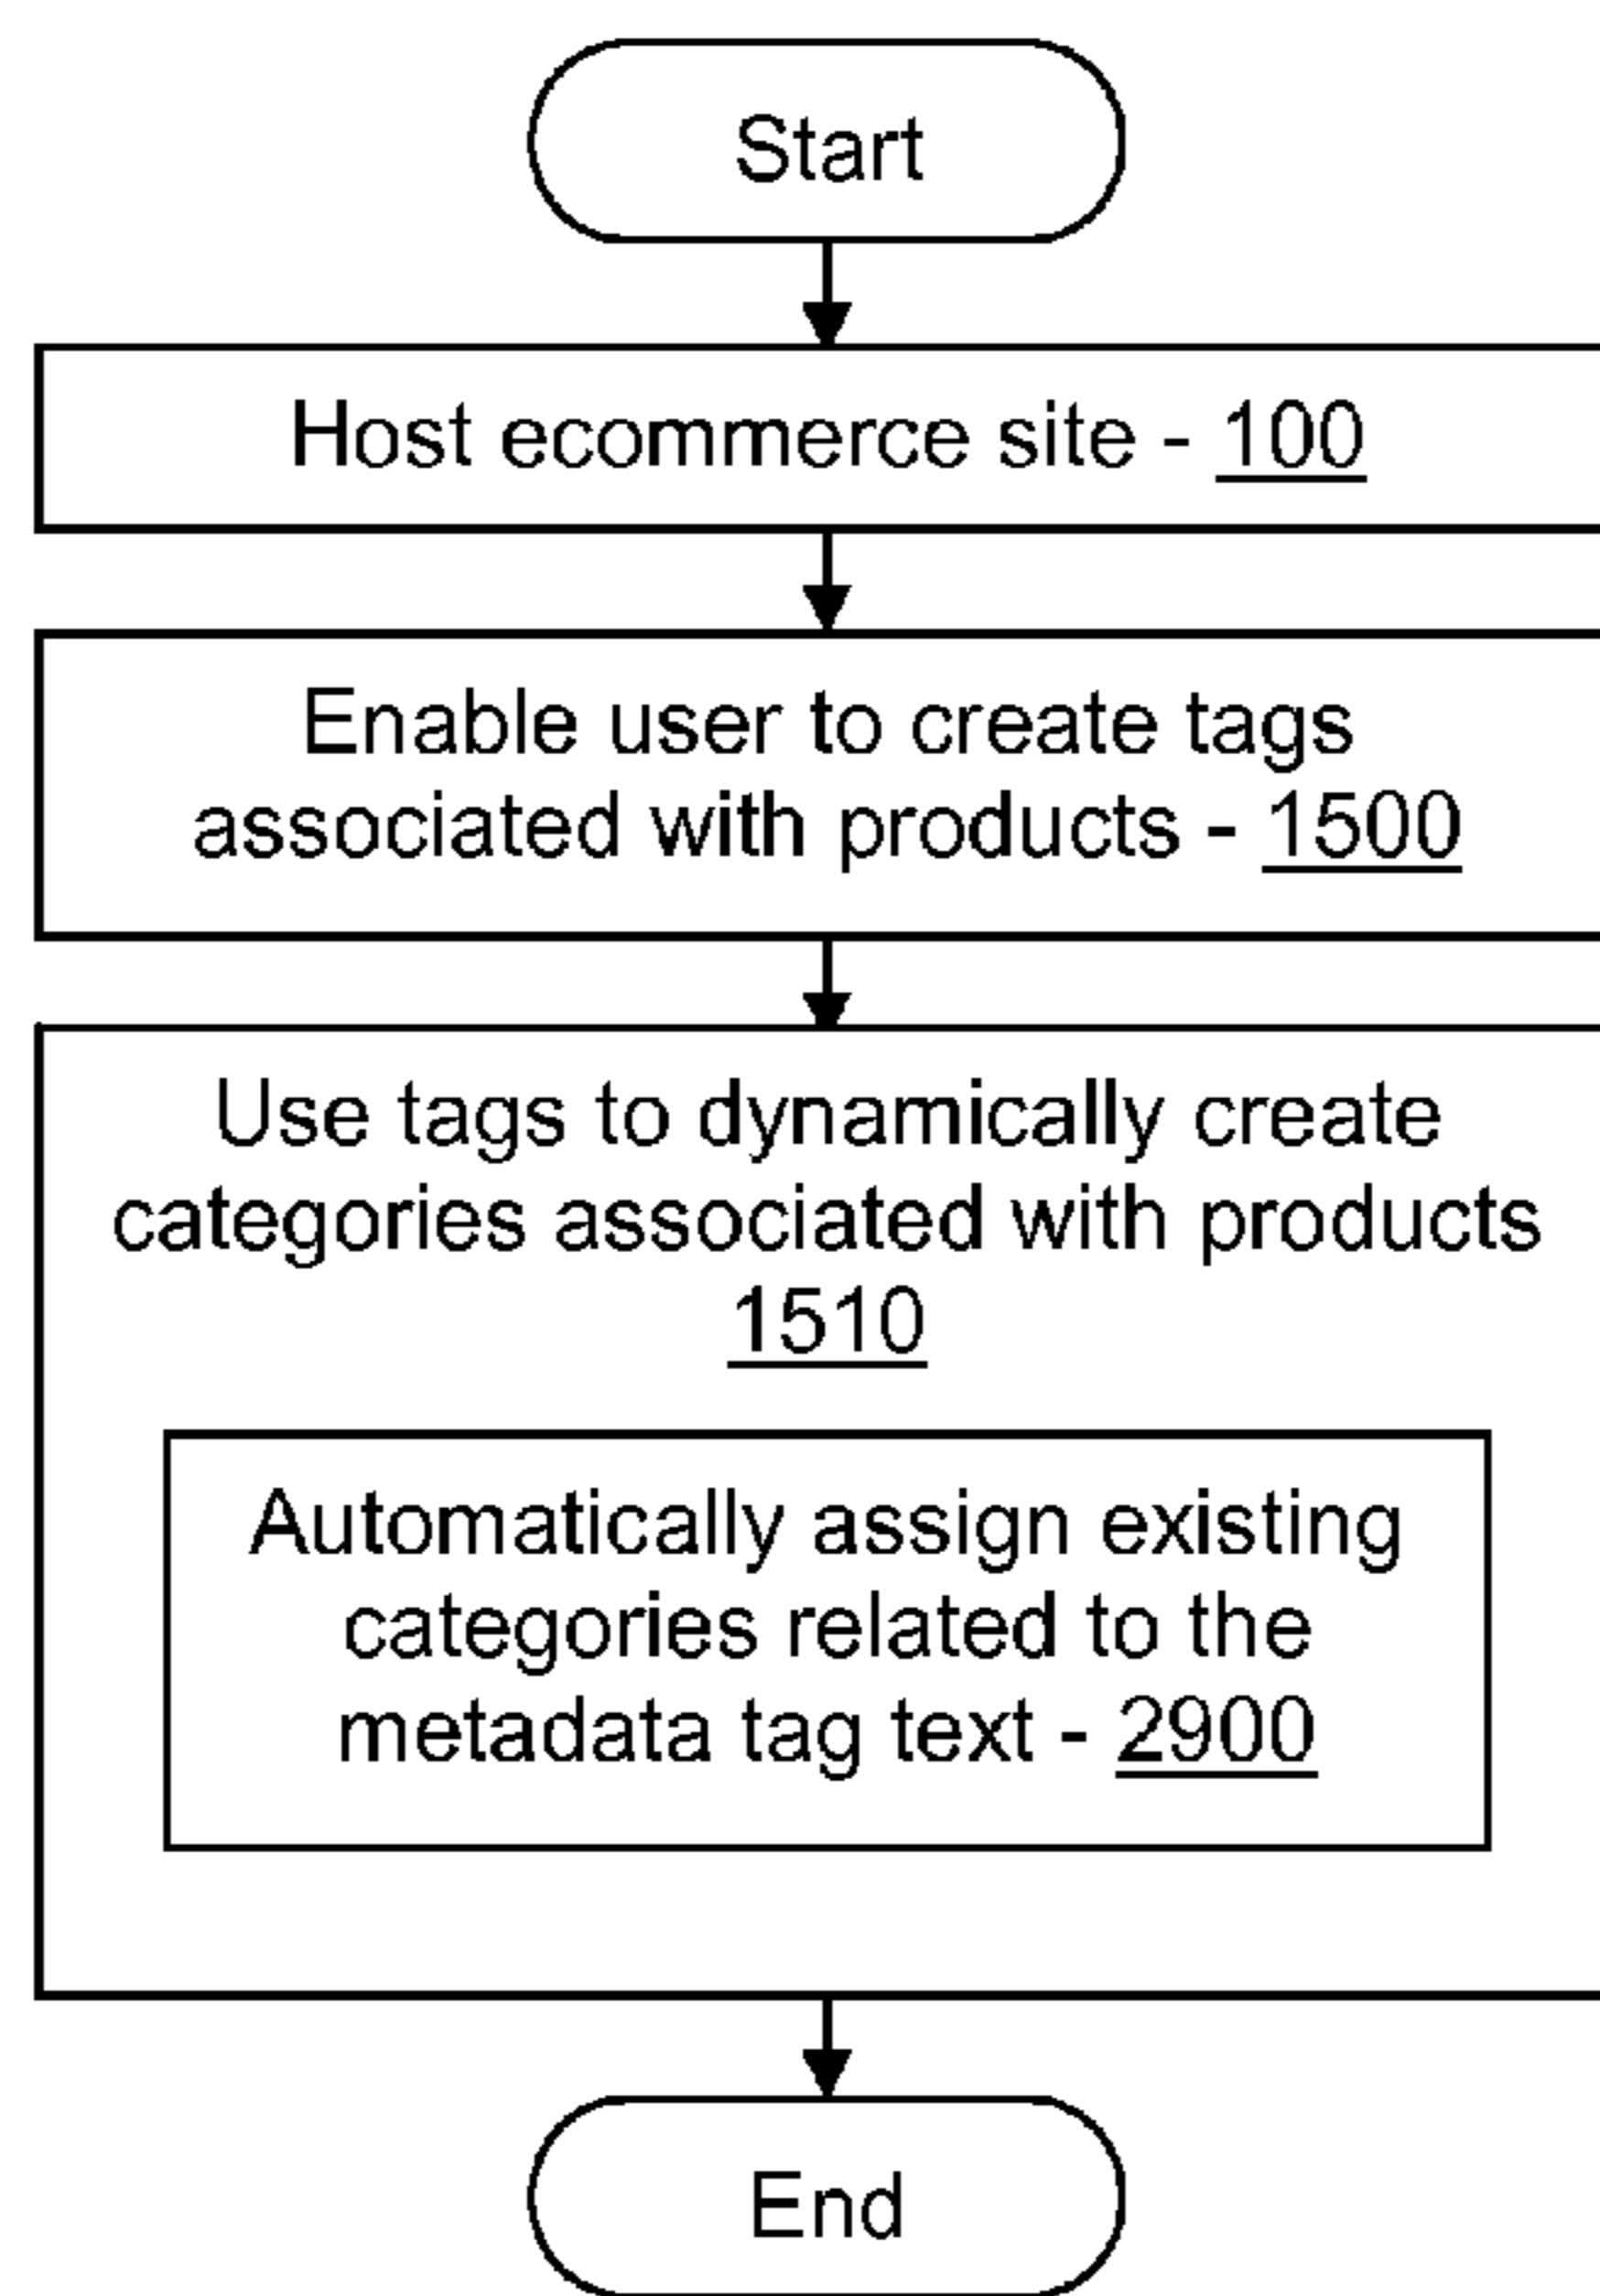 Start
Host ecommerce site - 100
Enable user to create tags
associated with products - 1500
Use tags to dynamically create
categories associated with products
1510
Automatically assign existing
categories related to the
metadata tag text - 2900
End